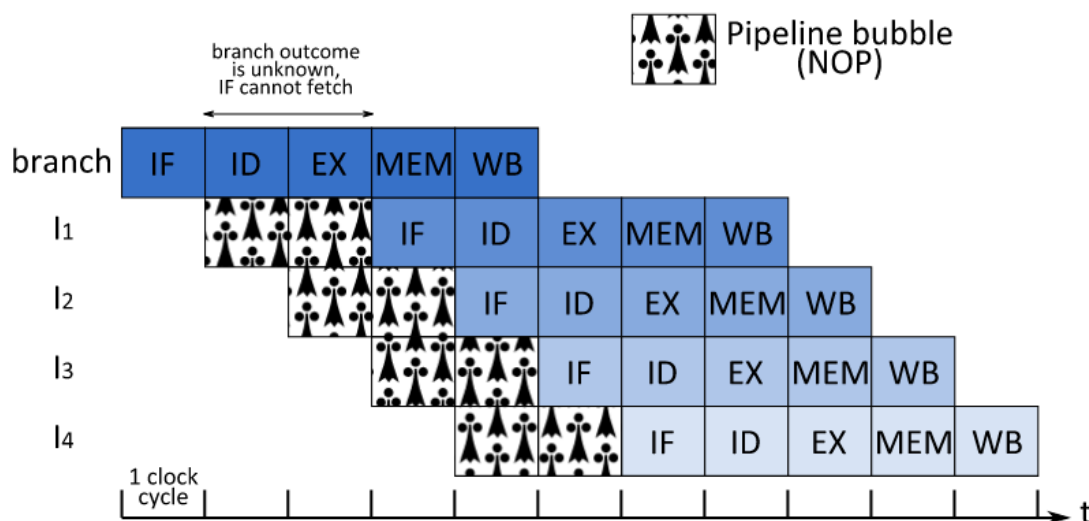 branch outcome
is unknown,
IF cannot fetch
Pipeline bubble
(NOP)
branch IF ID EX MEM WB
I1 IF ID EX MEM WB
I2 IF ID EX MEM WB
I3 IF ID EX MEM WB
I4 IF ID EX MEM WB
1 clock
cycle
t